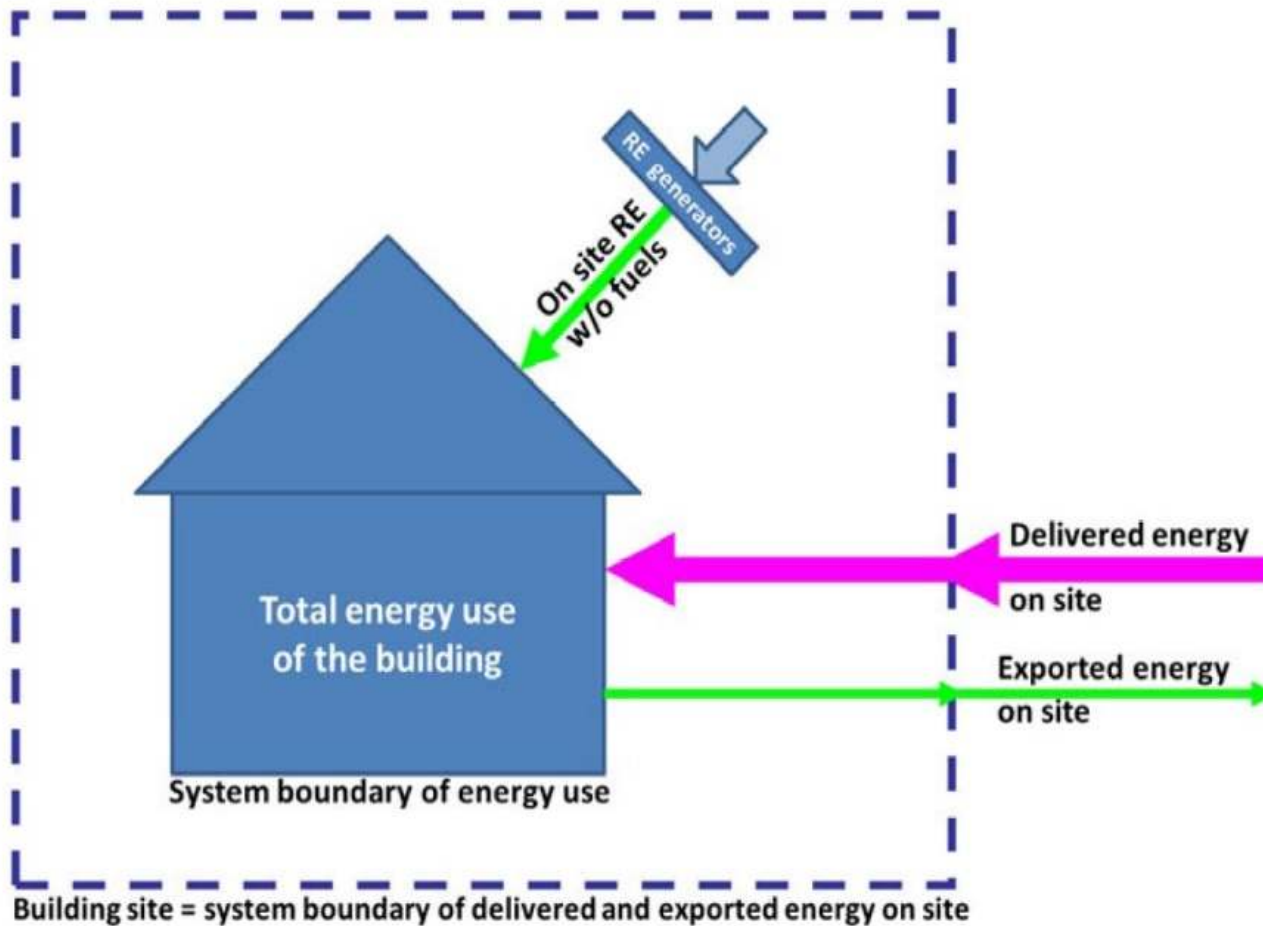 RE generators
On site RE
w/o fuels
Delivered energy
on site
Total energy use
of the building
Exported energy
on site
System boundary of energy use
Building site = system boundary of delivered and exported energy on site